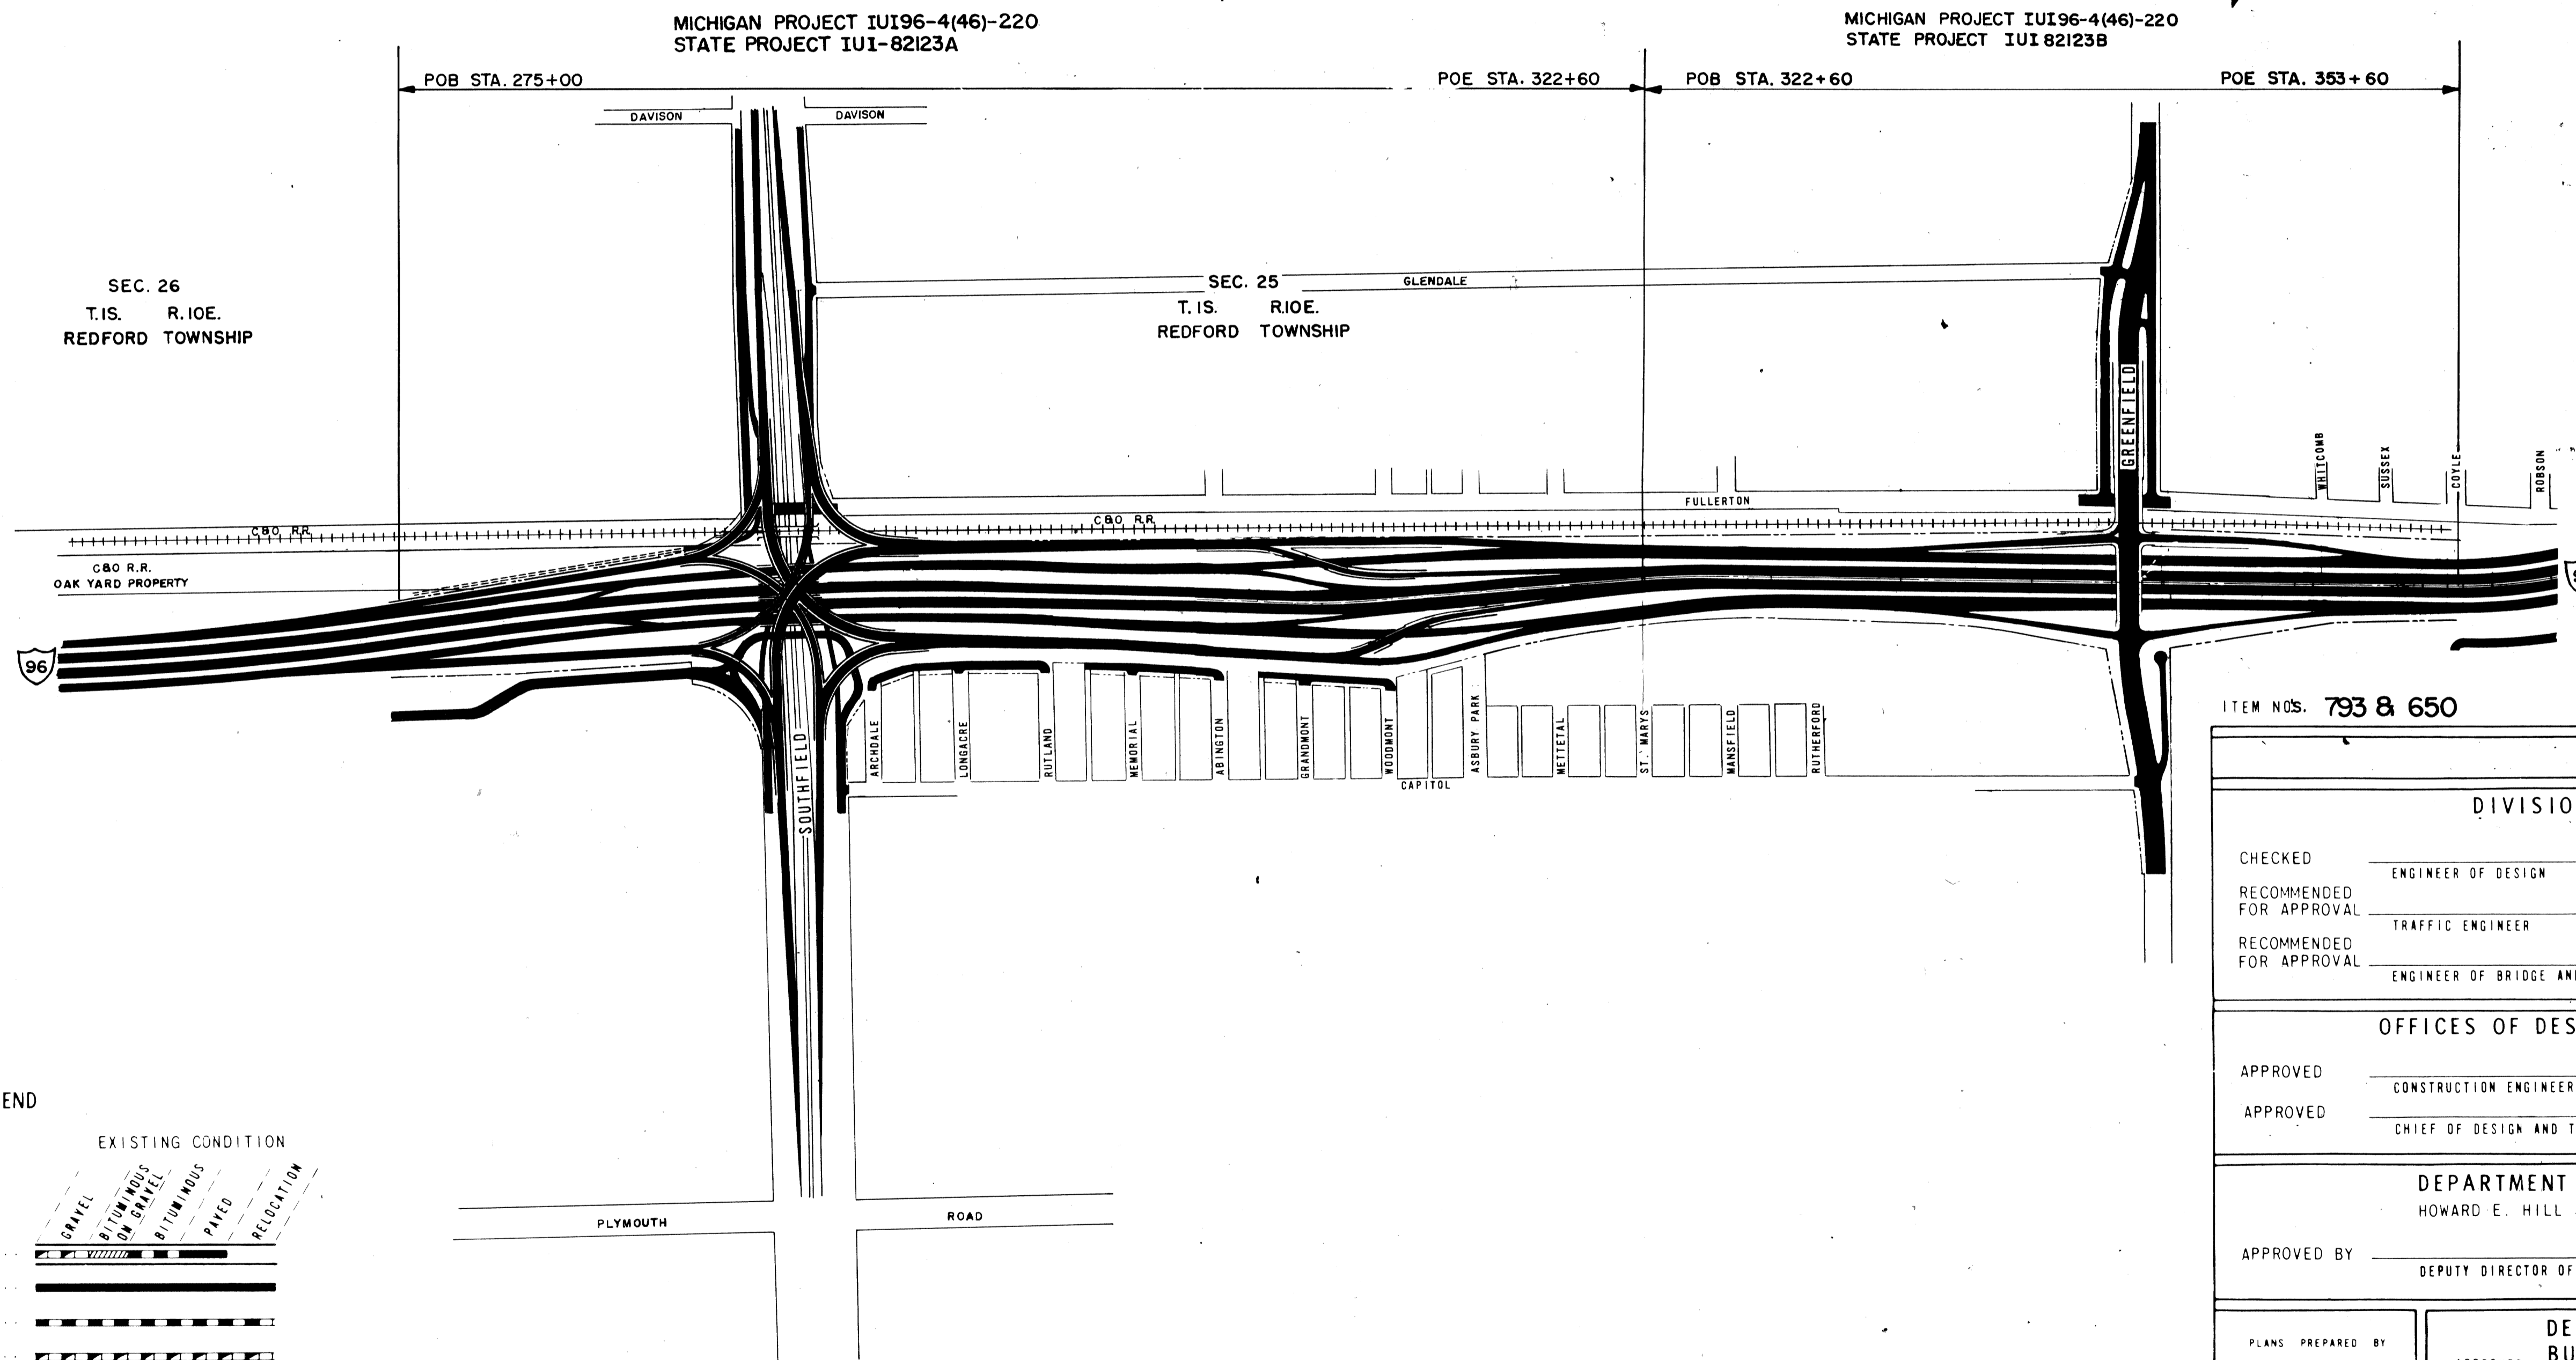 MICHIGAN PROJECT IUI96-4(46)-220
STATE PROJECT IUI-82123A
MICHIGAN PROJECT IUI96-4(46)-220
STATE PROJECT IUI 82123B
POB STA. 275+00
POE STA. 322+60
POB STA. 322+60
POE STA. 353+60
DAVISON
DAVISON
SEC. 26
T.1S. R.10E.
REDFORD TOWNSHIP
SEC. 25
T.1S. R.10E.
REDFORD TOWNSHIP
GLENDALE
GREENFIELD
WHITCOMB
SUSSEX
COYLE
ROBSON
FULLERTON
C&O R.R.
C&O R.R.
C&O R.R.
OAK YARD PROPERTY
96
SOUTHFIELD
ARCHDALE
LONGACRE
RUTLAND
MEMORIAL
ABINGTON
GRANDMONT
WOODMONT
ASBURY PARK
METTETAL
ST. MARYS
MANSFIELD
RUTHERFORD
CAPITOL
ITEM NO'S. 793 & 650
DIVISIO
CHECKED
ENGINEER OF DESIGN
RECOMMENDED
FOR APPROVAL
TRAFFIC ENGINEER
RECOMMENDED
FOR APPROVAL
ENGINEER OF BRIDGE AN
OFFICES OF DES
APPROVED
CONSTRUCTION ENGINEER
APPROVED
CHIEF OF DESIGN AND T
DEPARTMENT
HOWARD E. HILL
APPROVED BY
DEPUTY DIRECTOR OF
PLANS PREPARED BY
DE
BU
PLYMOUTH
ROAD
END
EXISTING CONDITION
GRAVEL
BITUMINOUS
ON GRAVEL
BITUMINOUS
PAVED
RELOCATION